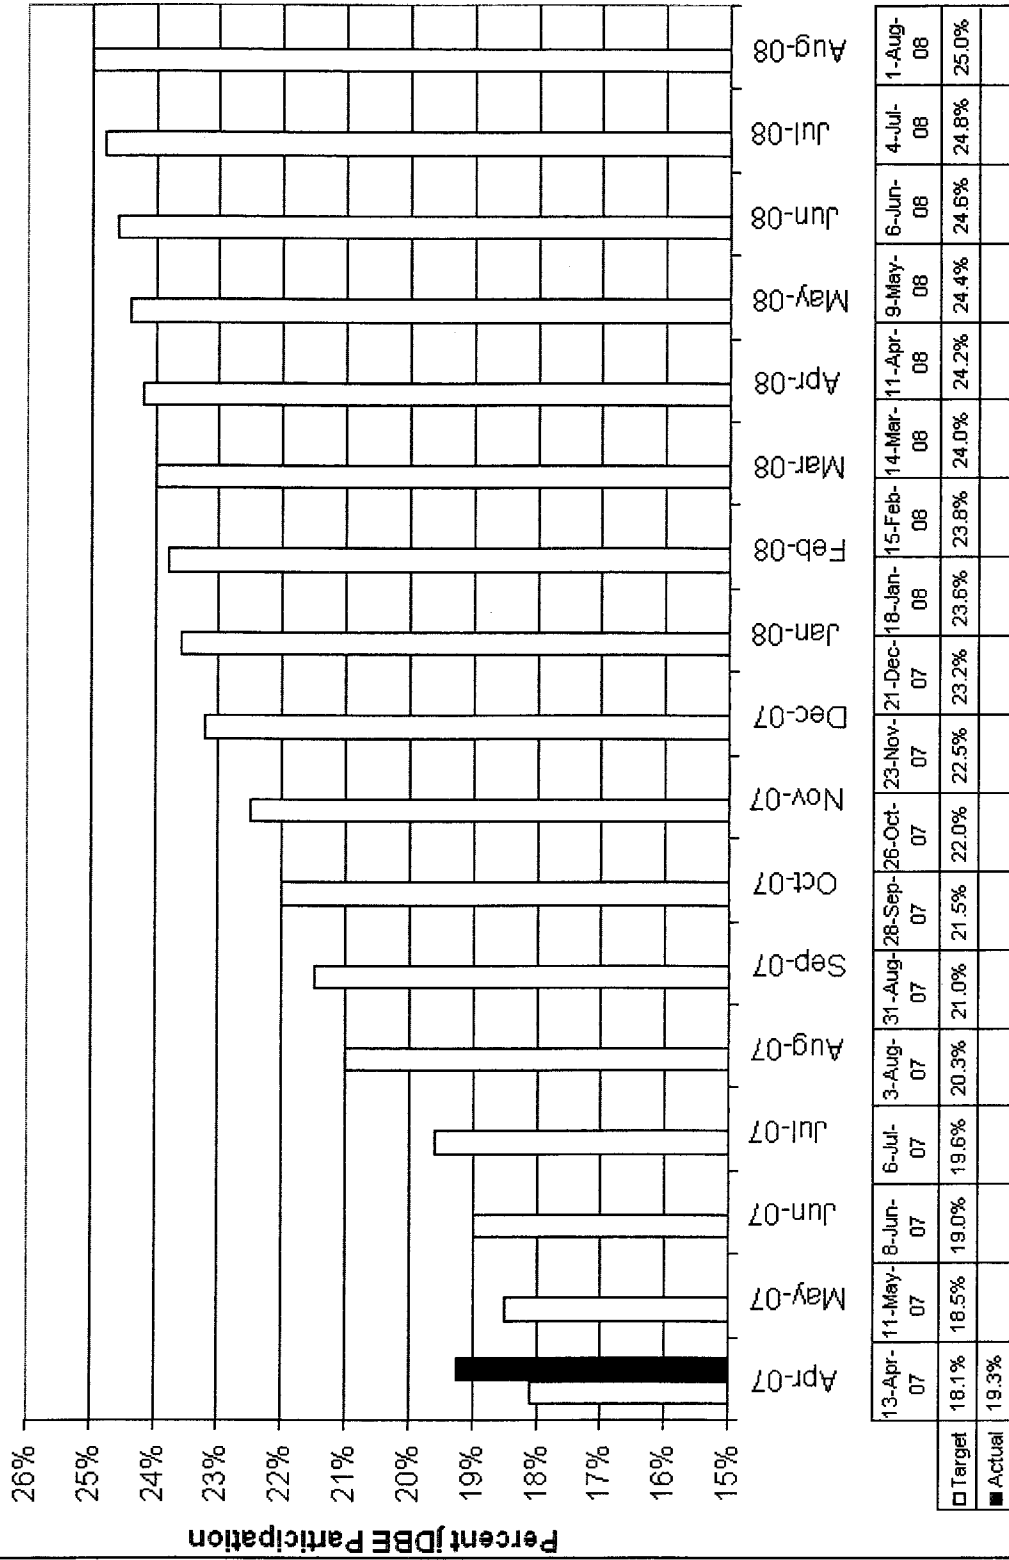 26%
25%
24%
23%
22%
21%
20%
19%
18%
17%
16%
15%
Percent jDBE Participation
Apr-07 May-07 Jun-07 Jul-07 Aug-07 Sep-07 Oct-07 Nov-07 Dec-07 Jan-08 Feb-08 Mar-08 Apr-08 May-08 Jun-08 Jul-08 Aug-08
13-Apr- 11-May- 8-Jun- 6-Jul- 3-Aug- 31-Aug- 28-Sep- 26-Oct- 23-Nov- 21-Dec- 18-Jan- 15-Feb- 14-Mar- 11-Apr- 9-May- 6-Jun- 4-Jul- 1-Aug-
07 07 07 07 07 07 07 07 07 07 08 08 08 08 08 08 08 08
Target 18.1% 18.5% 19.0% 19.6% 20.3% 21.0% 21.5% 22.0% 22.5% 23.2% 23.6% 23.8% 24.0% 24.2% 24.4% 24.6% 24.8% 25.0%
Actual 19.3%